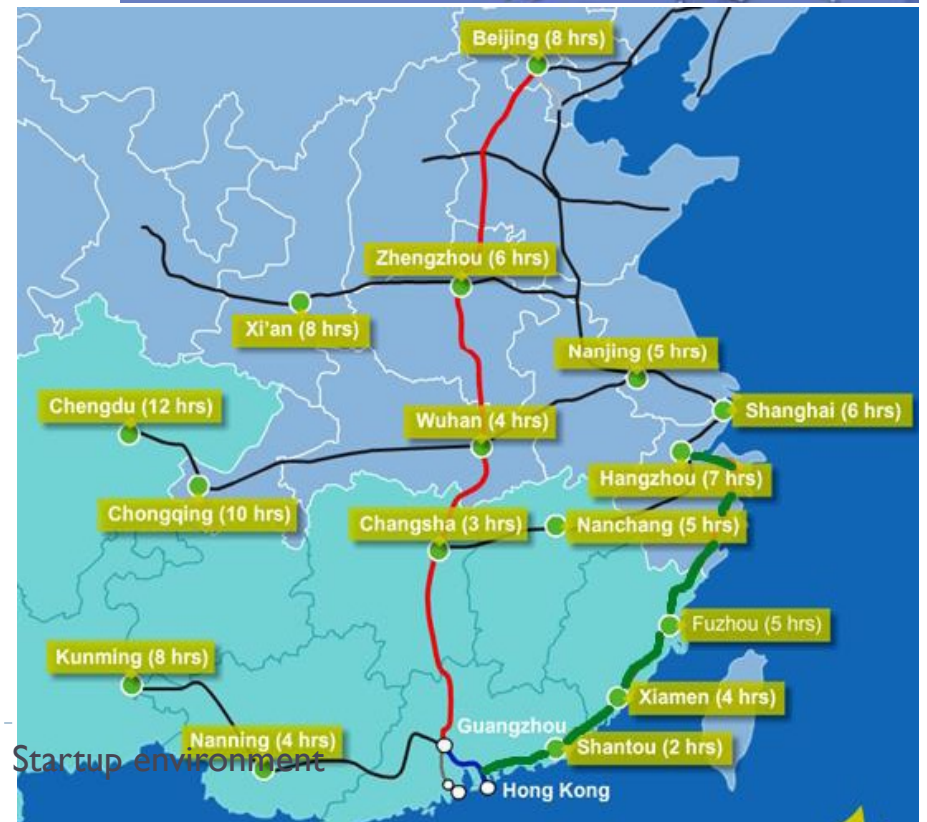 Beijing (8 hrs)
Zhengzhou (6 hrs)
Xi'an (8 hrs)
Nanjing (5 hrs)
Chengdu (12 hrs)
Wuhan (4 hrs)
Shanghai (6 hrs)
Hangzhou (7 hrs)
Chongqing (10 hrs)
Changsha (3 hrs)
Nanchang (5 hrs)
Fuzhou (5 hrs)
Kunming (8 hrs)
Xiamen (4 hrs)
Guangzhou
Nanning (4 hrs)
Shantou (2 hrs)
Startup environment
Hong Kong